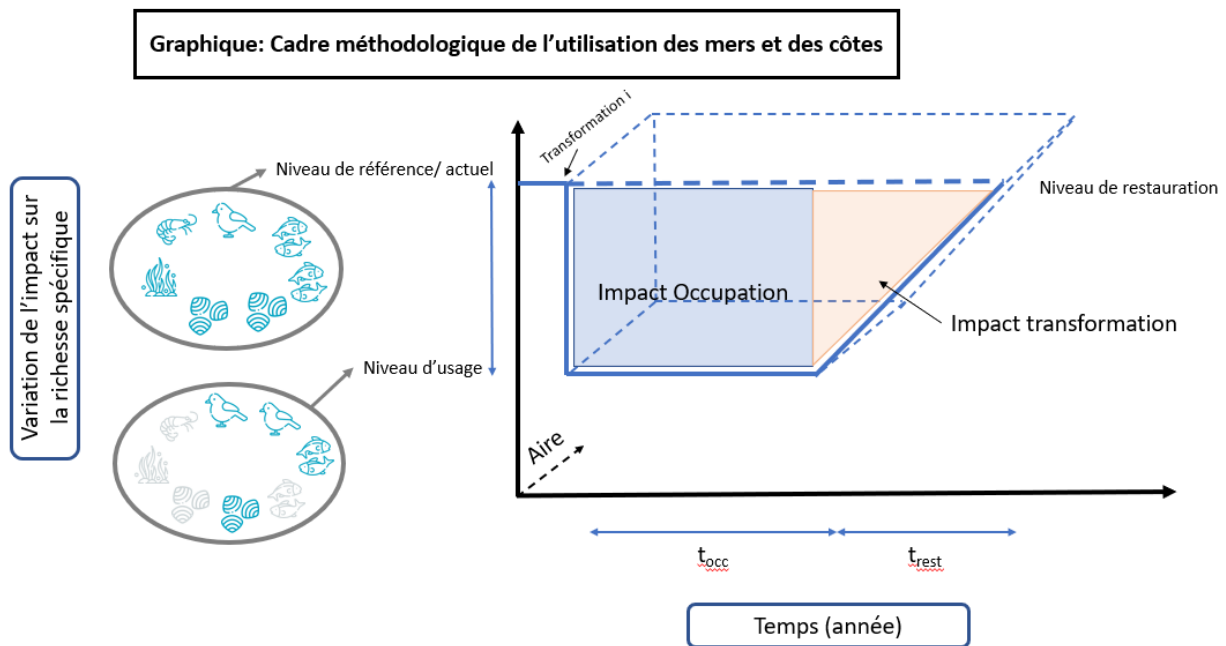 Graphique: Cadre méthodologique de l’utilisation des mers et des côtes
Variation de l’impact sur
la richesse spécifique
Niveau de référence/ actuel
Niveau d’usage
Transformation i
Niveau de restauration
Impact Occupation
Impact transformation
Aire
tocc
trest
Temps (année)